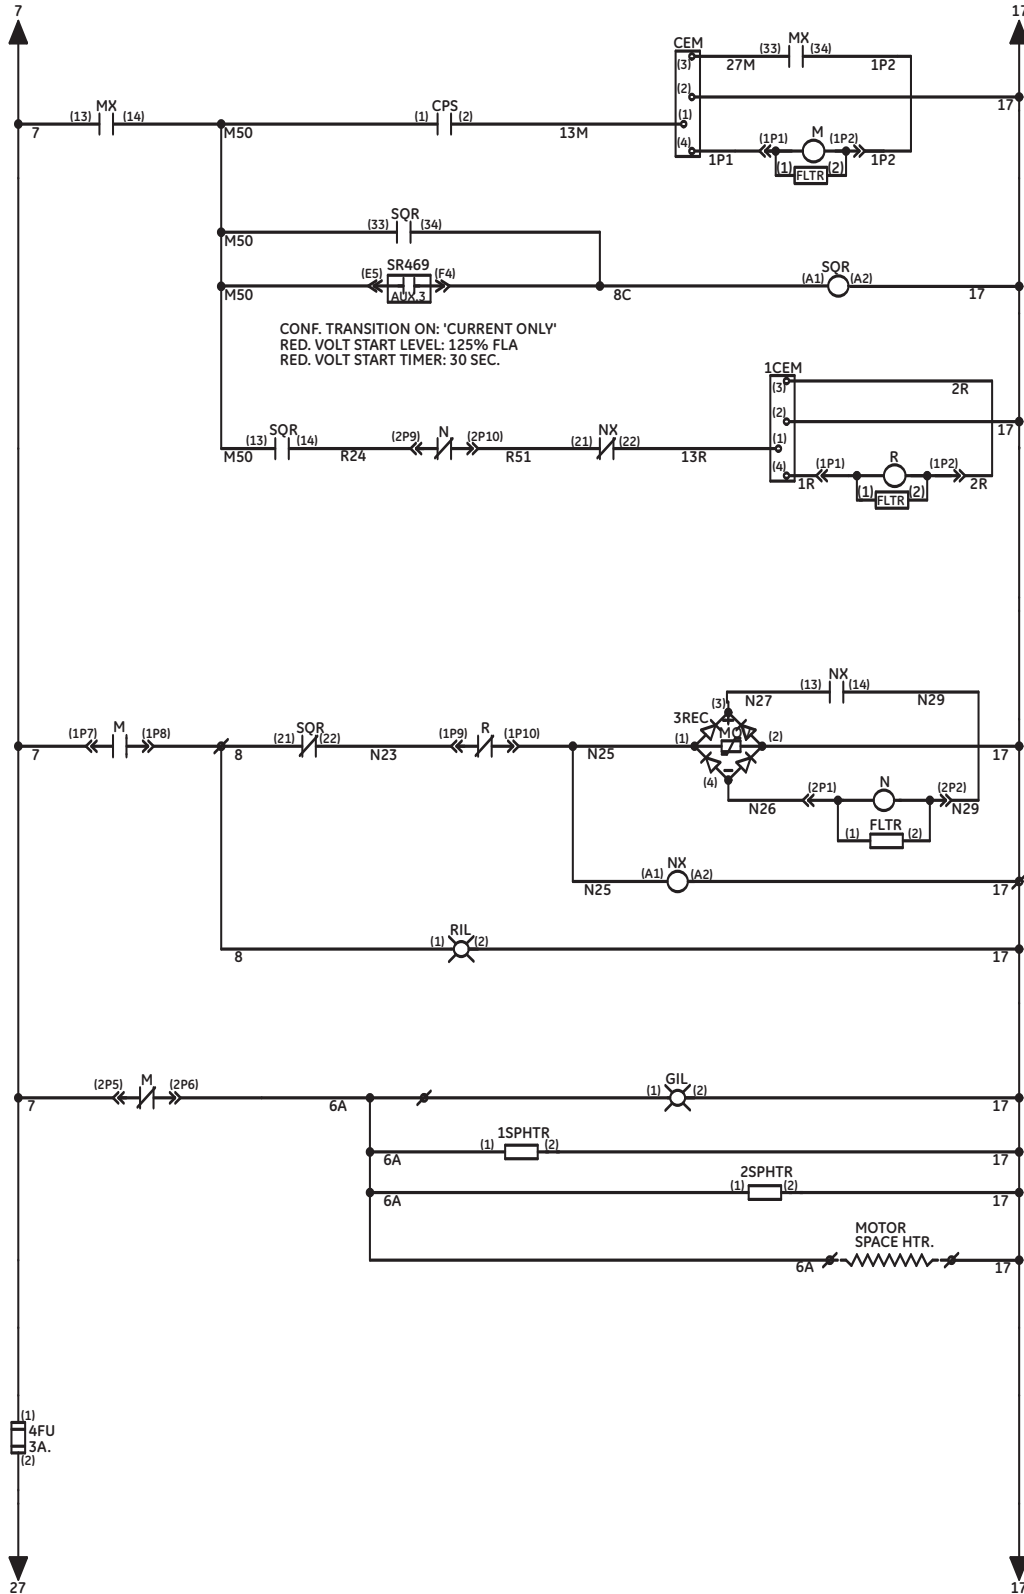 7 17
CEM (33) MX (34)
(3) 27M 1P2
(2) 17
(13) MX (14) (1) CPS (2) (1)
7 M50 13M
(4) (1P1) M (1P2)
1P1 1P2
(1) FLTR (2)
(33) SQR (34)
M50
(E5) SR469 (F4) (A1) SQR (A2)
M50 AUX.3 8C 17
CONF. TRANSITION ON: 'CURRENT ONLY'
RED. VOLT START LEVEL: 125% FLA
RED. VOLT START TIMER: 30 SEC.
1CEM
(3) 2R
(2) 17
(13) SQR (14) (2P9) N (2P10) (21) NX (22) (1)
M50 R24 R51 13R
(4) (1P1) R (1P2)
1R 2R
(1) FLTR (2)
(13) NX (14)
(3) N27 N29
3REC
(1P7) M (1P8) (21) SQR (22) (1P9) R (1P10) (1) (2)
7 8 N23 N25 17
(4) (2P1) N (2P2)
N26 N29
(1) FLTR (2)
(A1) NX (A2)
N25 17
(1) RIL (2)
8 17
(2P5) M (2P6) (1) GIL (2)
7 6A 17
(1) 1SPHTR (2)
6A 17
(1) 2SPHTR (2)
6A 17
MOTOR
SPACE HTR.
6A 17
(1)
4FU
3A.
(2)
27 17